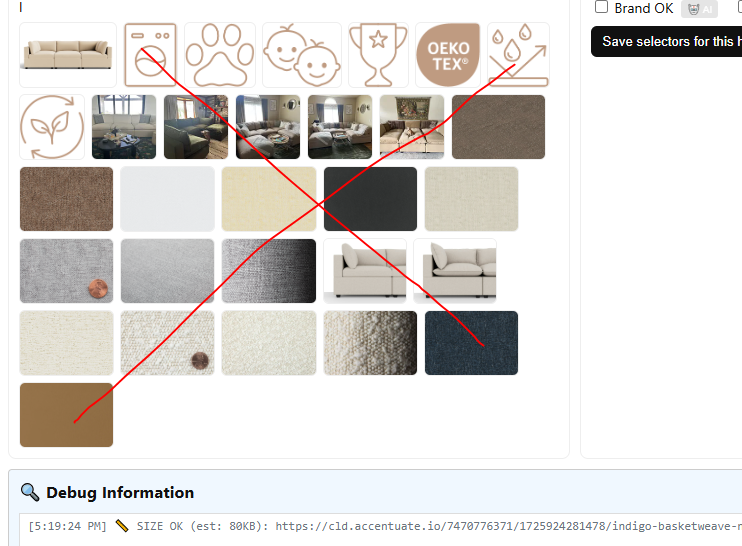 Brand OK
AI
Save selectors for this h
OEKO
TEX®
Debug Information
[5:19:24 PM] 📏 SIZE OK (est: 80KB): https://cld.accentuate.io/7470776371/1725924281478/indigo-basketweave-r